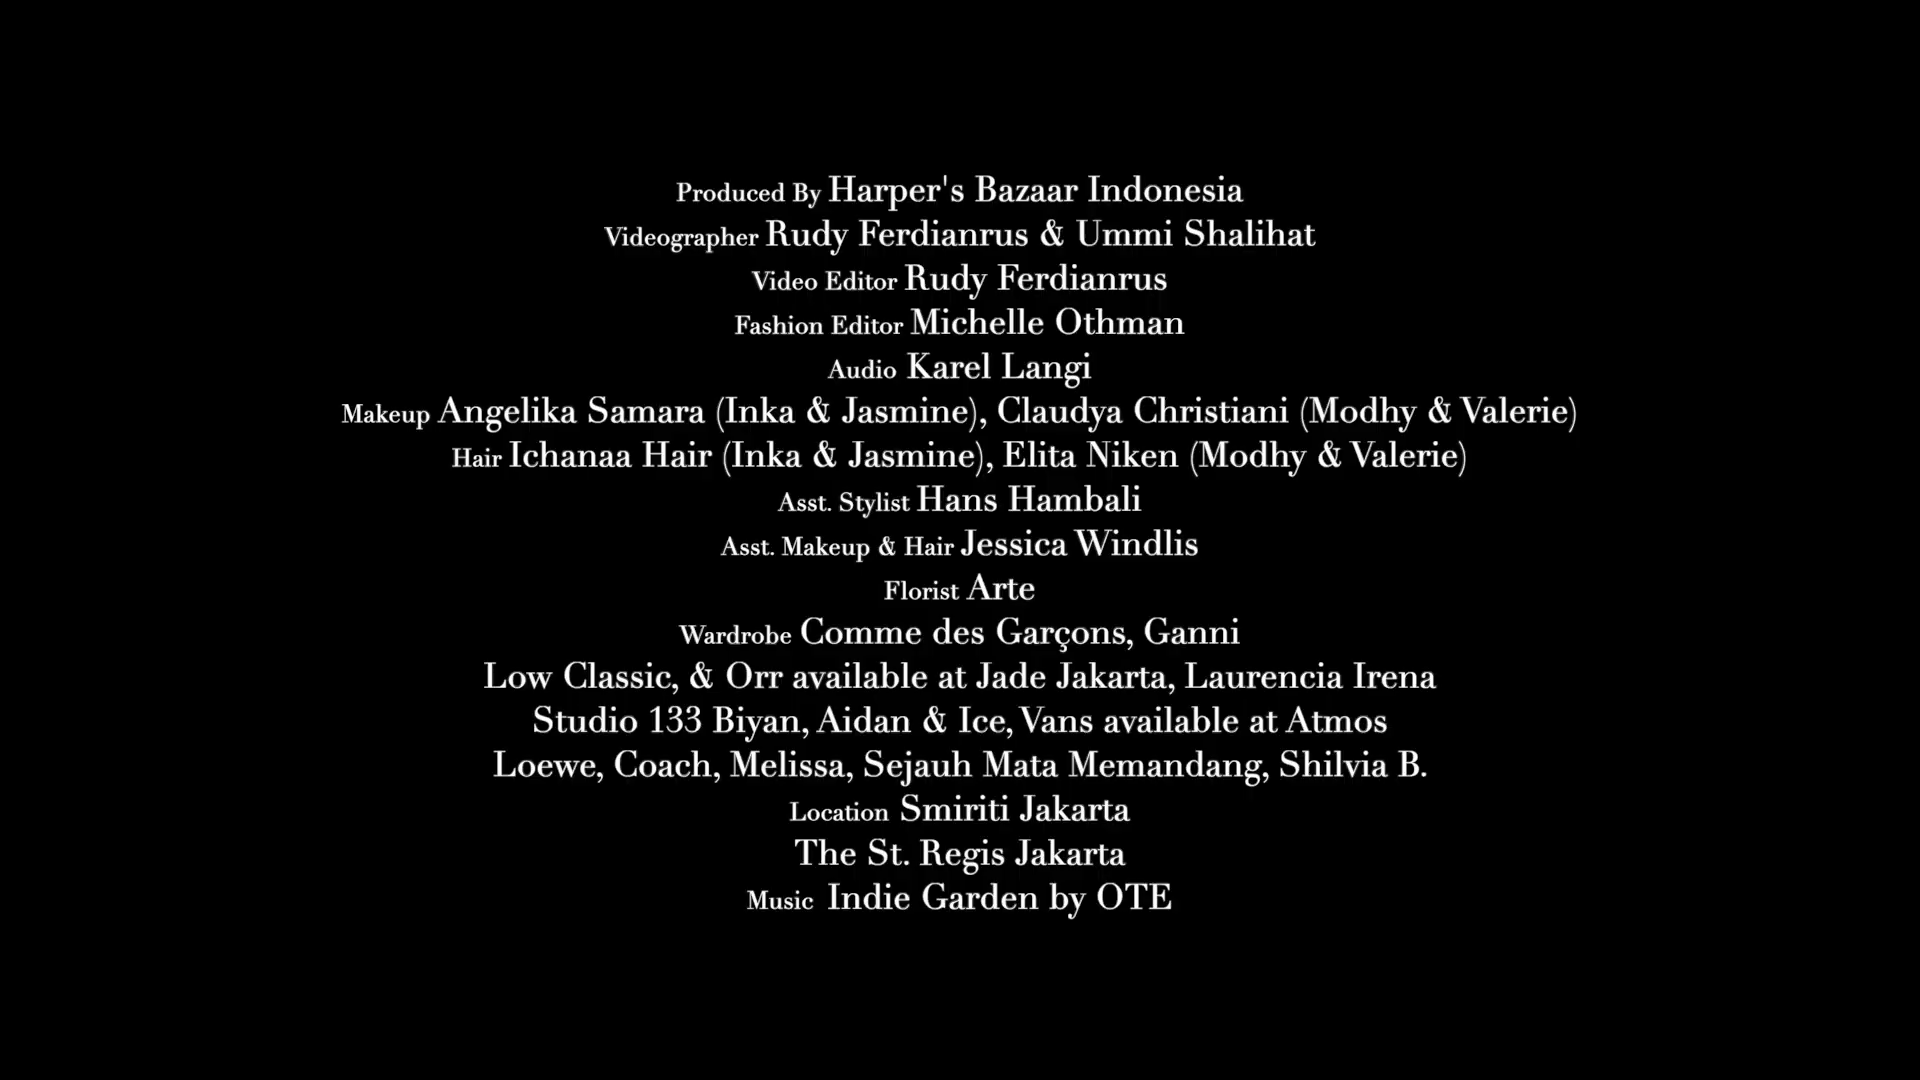 Produced By Harper's Bazaar Indonesia
Videographer Rudy Ferdianrus & Ummi Shalihat
Video Editor Rudy Ferdianrus
Fashion Editor Michelle Othman
Audio Karel Langi
Makeup Angelika Samara (Inka & Jasmine), Claudya Christiani (Modhy & Valerie)
Hair Ichanaa Hair (Inka & Jasmine), Elita Niken (Modhy & Valerie)
Asst. Stylist Hans Hambali
Asst. Makeup & Hair Jessica Windlis
Florist Arte
Wardrobe Comme des Garçons, Ganni
Low Classic, & Orr available at Jade Jakarta, Laurencia Irena
Studio 133 Biyan, Aidan & Ice, Vans available at Atmos
Loewe, Coach, Melissa, Sejauh Mata Memandang, Shilvia B.
Location Smiriti Jakarta
The St. Regis Jakarta
Music Indie Garden by OTE